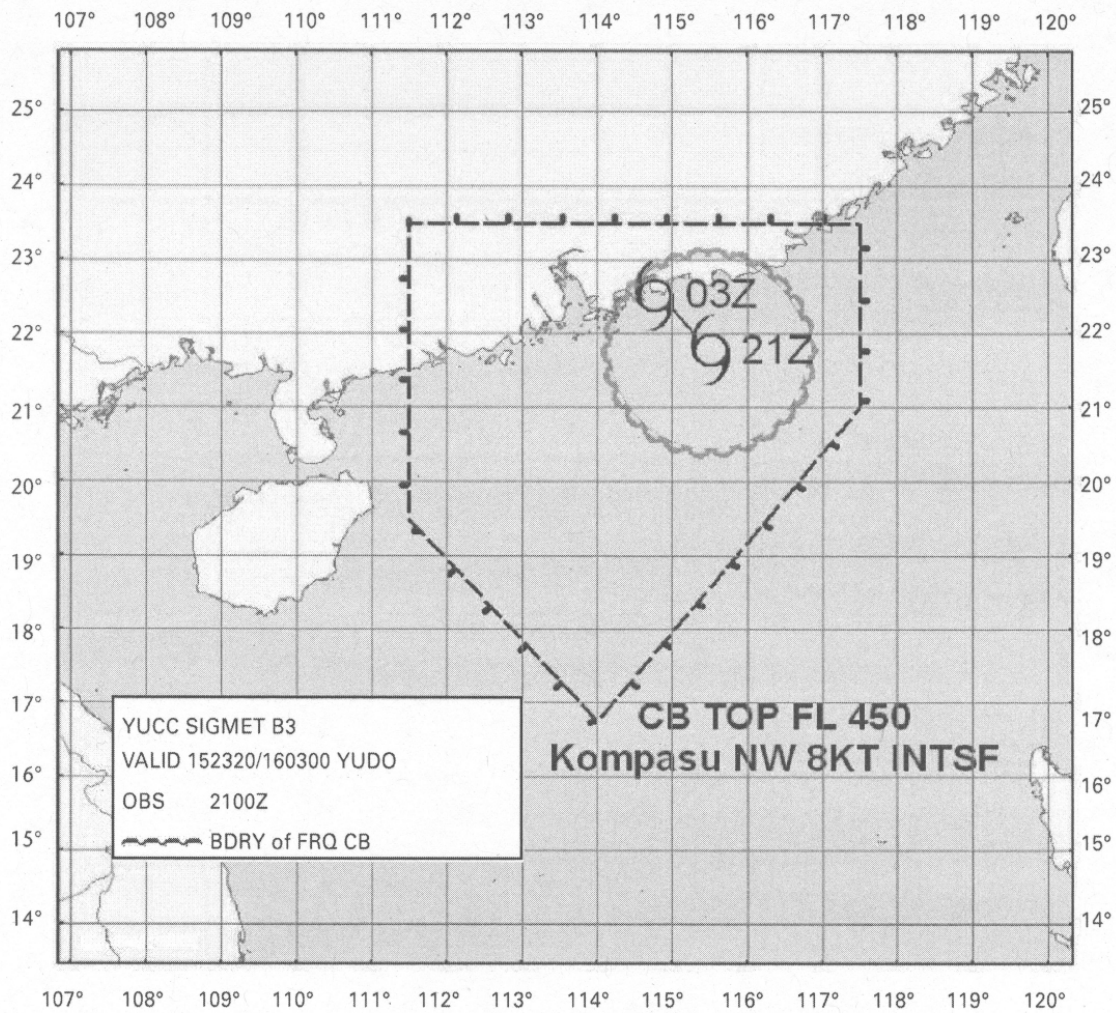 107° 108° 109° 110° 111° 112° 113° 114° 115° 116° 117° 118° 119° 120°
25° 25°
24° 24°
23° 23°
03Z
22° 22°
21Z
21° 21°
20° 20°
19° 19°
18° 18°
17° 17°
CB TOP FL 450
Kompasu NW 8KT INTSF
YUCC SIGMET B3
VALID 152320/160300 YUDO
OBS 2100Z
BDRY of FRQ CB
16° 16°
15° 15°
14° 14°
107° 108° 109° 110° 111° 112° 113° 114° 115° 116° 117° 118° 119° 120°